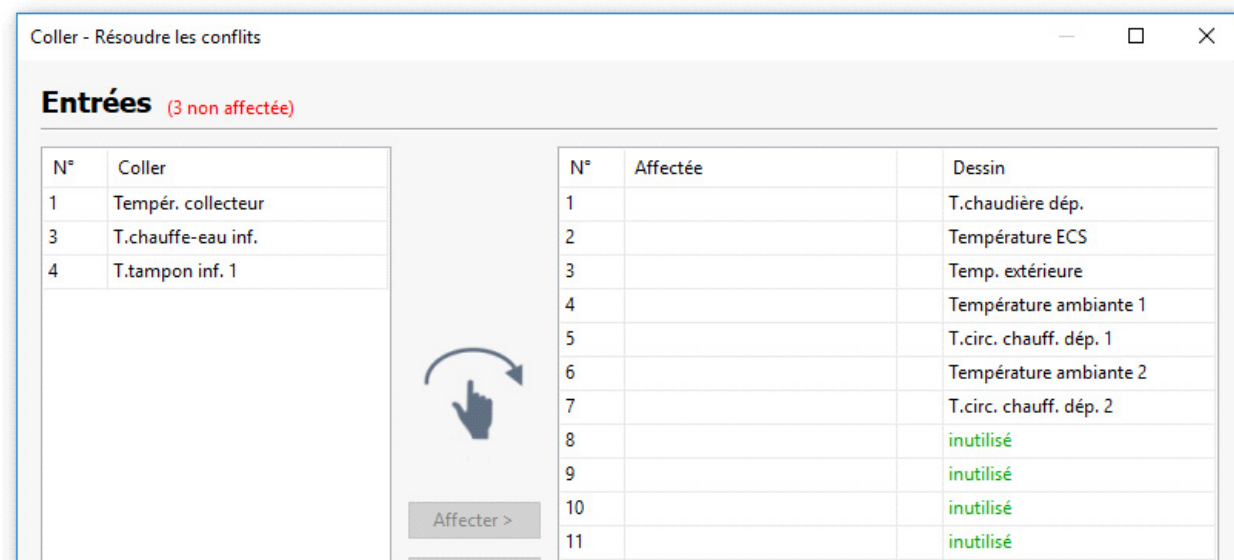 Coller - Résoudre les conflits
Entrées (3 non affectée)
N° Coller
1 Tempér. collecteur
3 T.chauffe-eau inf.
4 T.tampon inf. 1
Affecter >
N° Affectée Dessin
1 T.chaudière dép.
2 Température ECS
3 Temp. extérieure
4 Température ambiante 1
5 T.circ. chauff. dép. 1
6 Température ambiante 2
7 T.circ. chauff. dép. 2
8 inutilisé
9 inutilisé
10 inutilisé
11 inutilisé